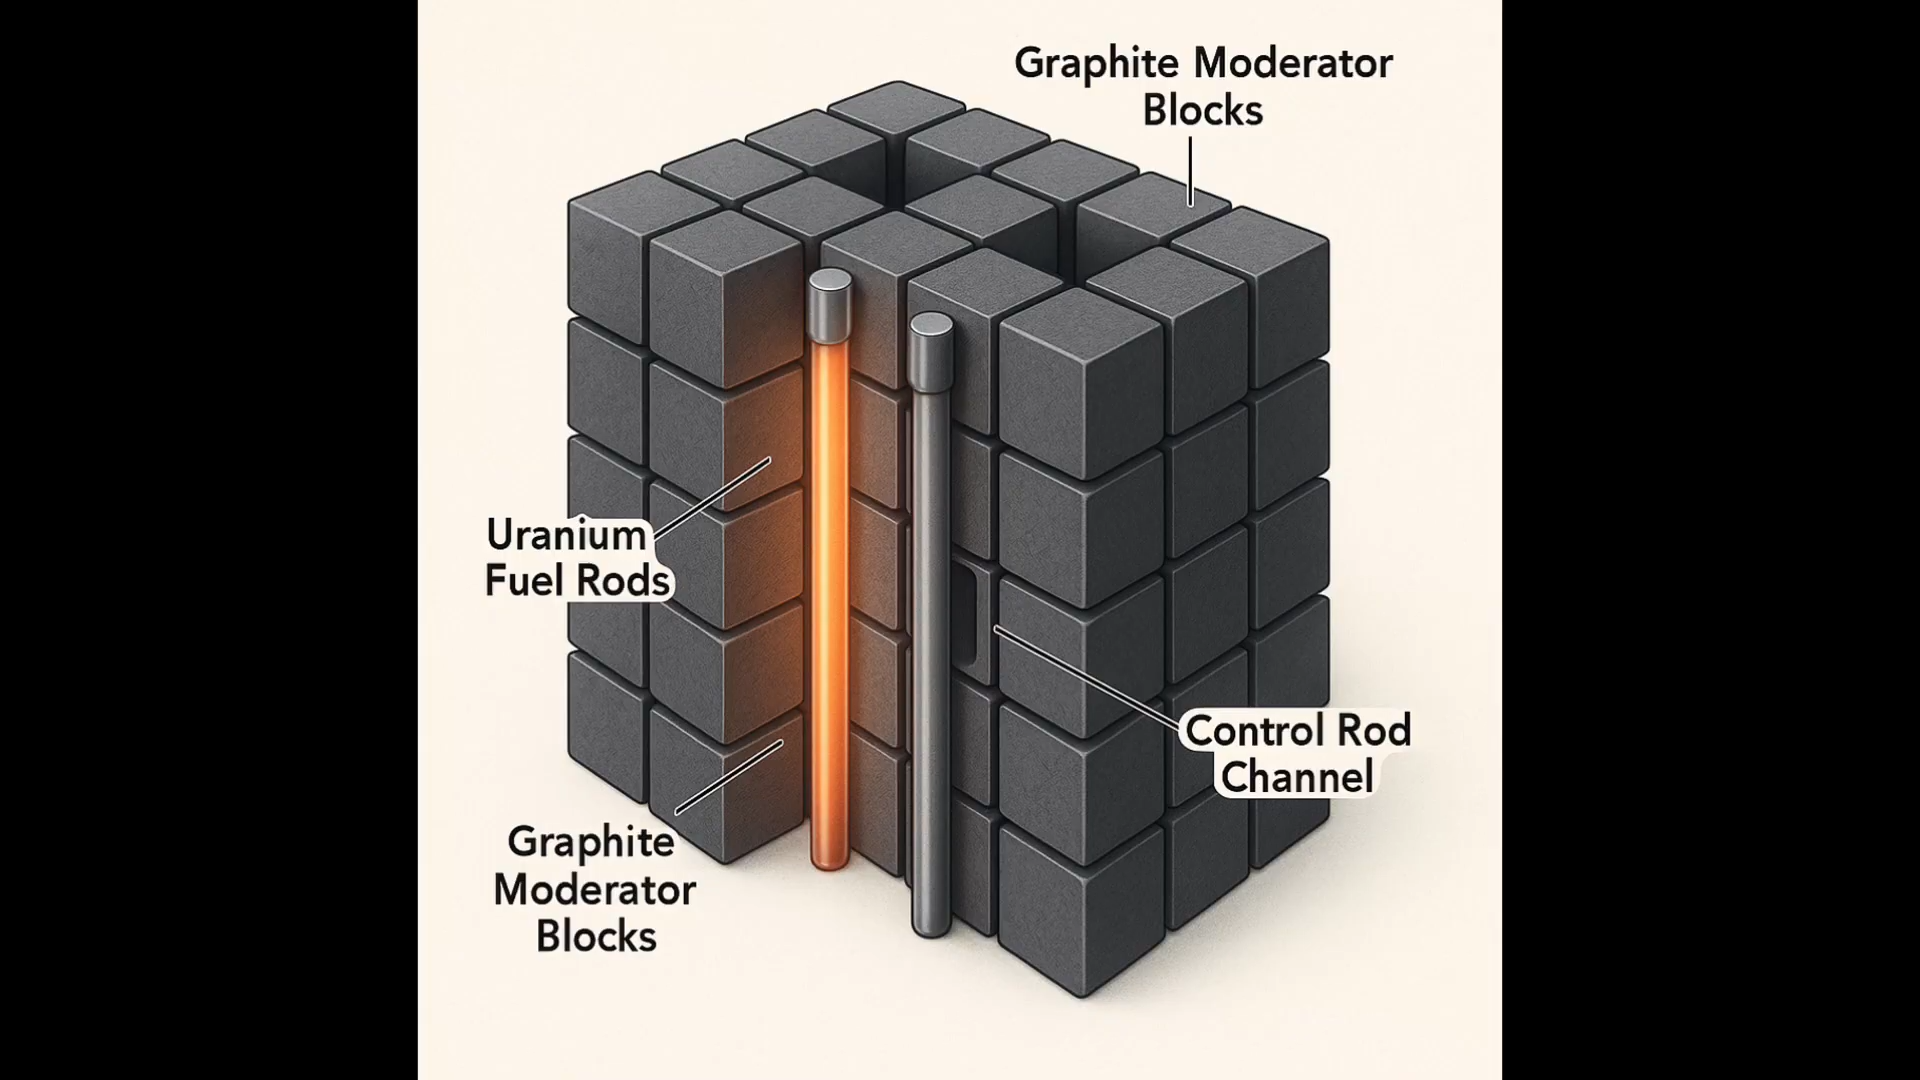 Graphite Moderator
Blocks
Uranium
Fuel Rods
Control Rod
Channel
Graphite
Moderator
Blocks